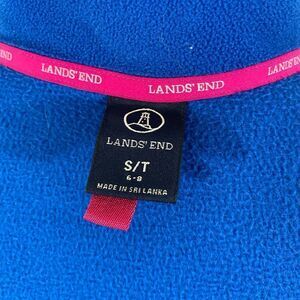 LANDS' END
LANDS' END
LANDS' END
S/T
6-8
MADE IN SRI LANKA